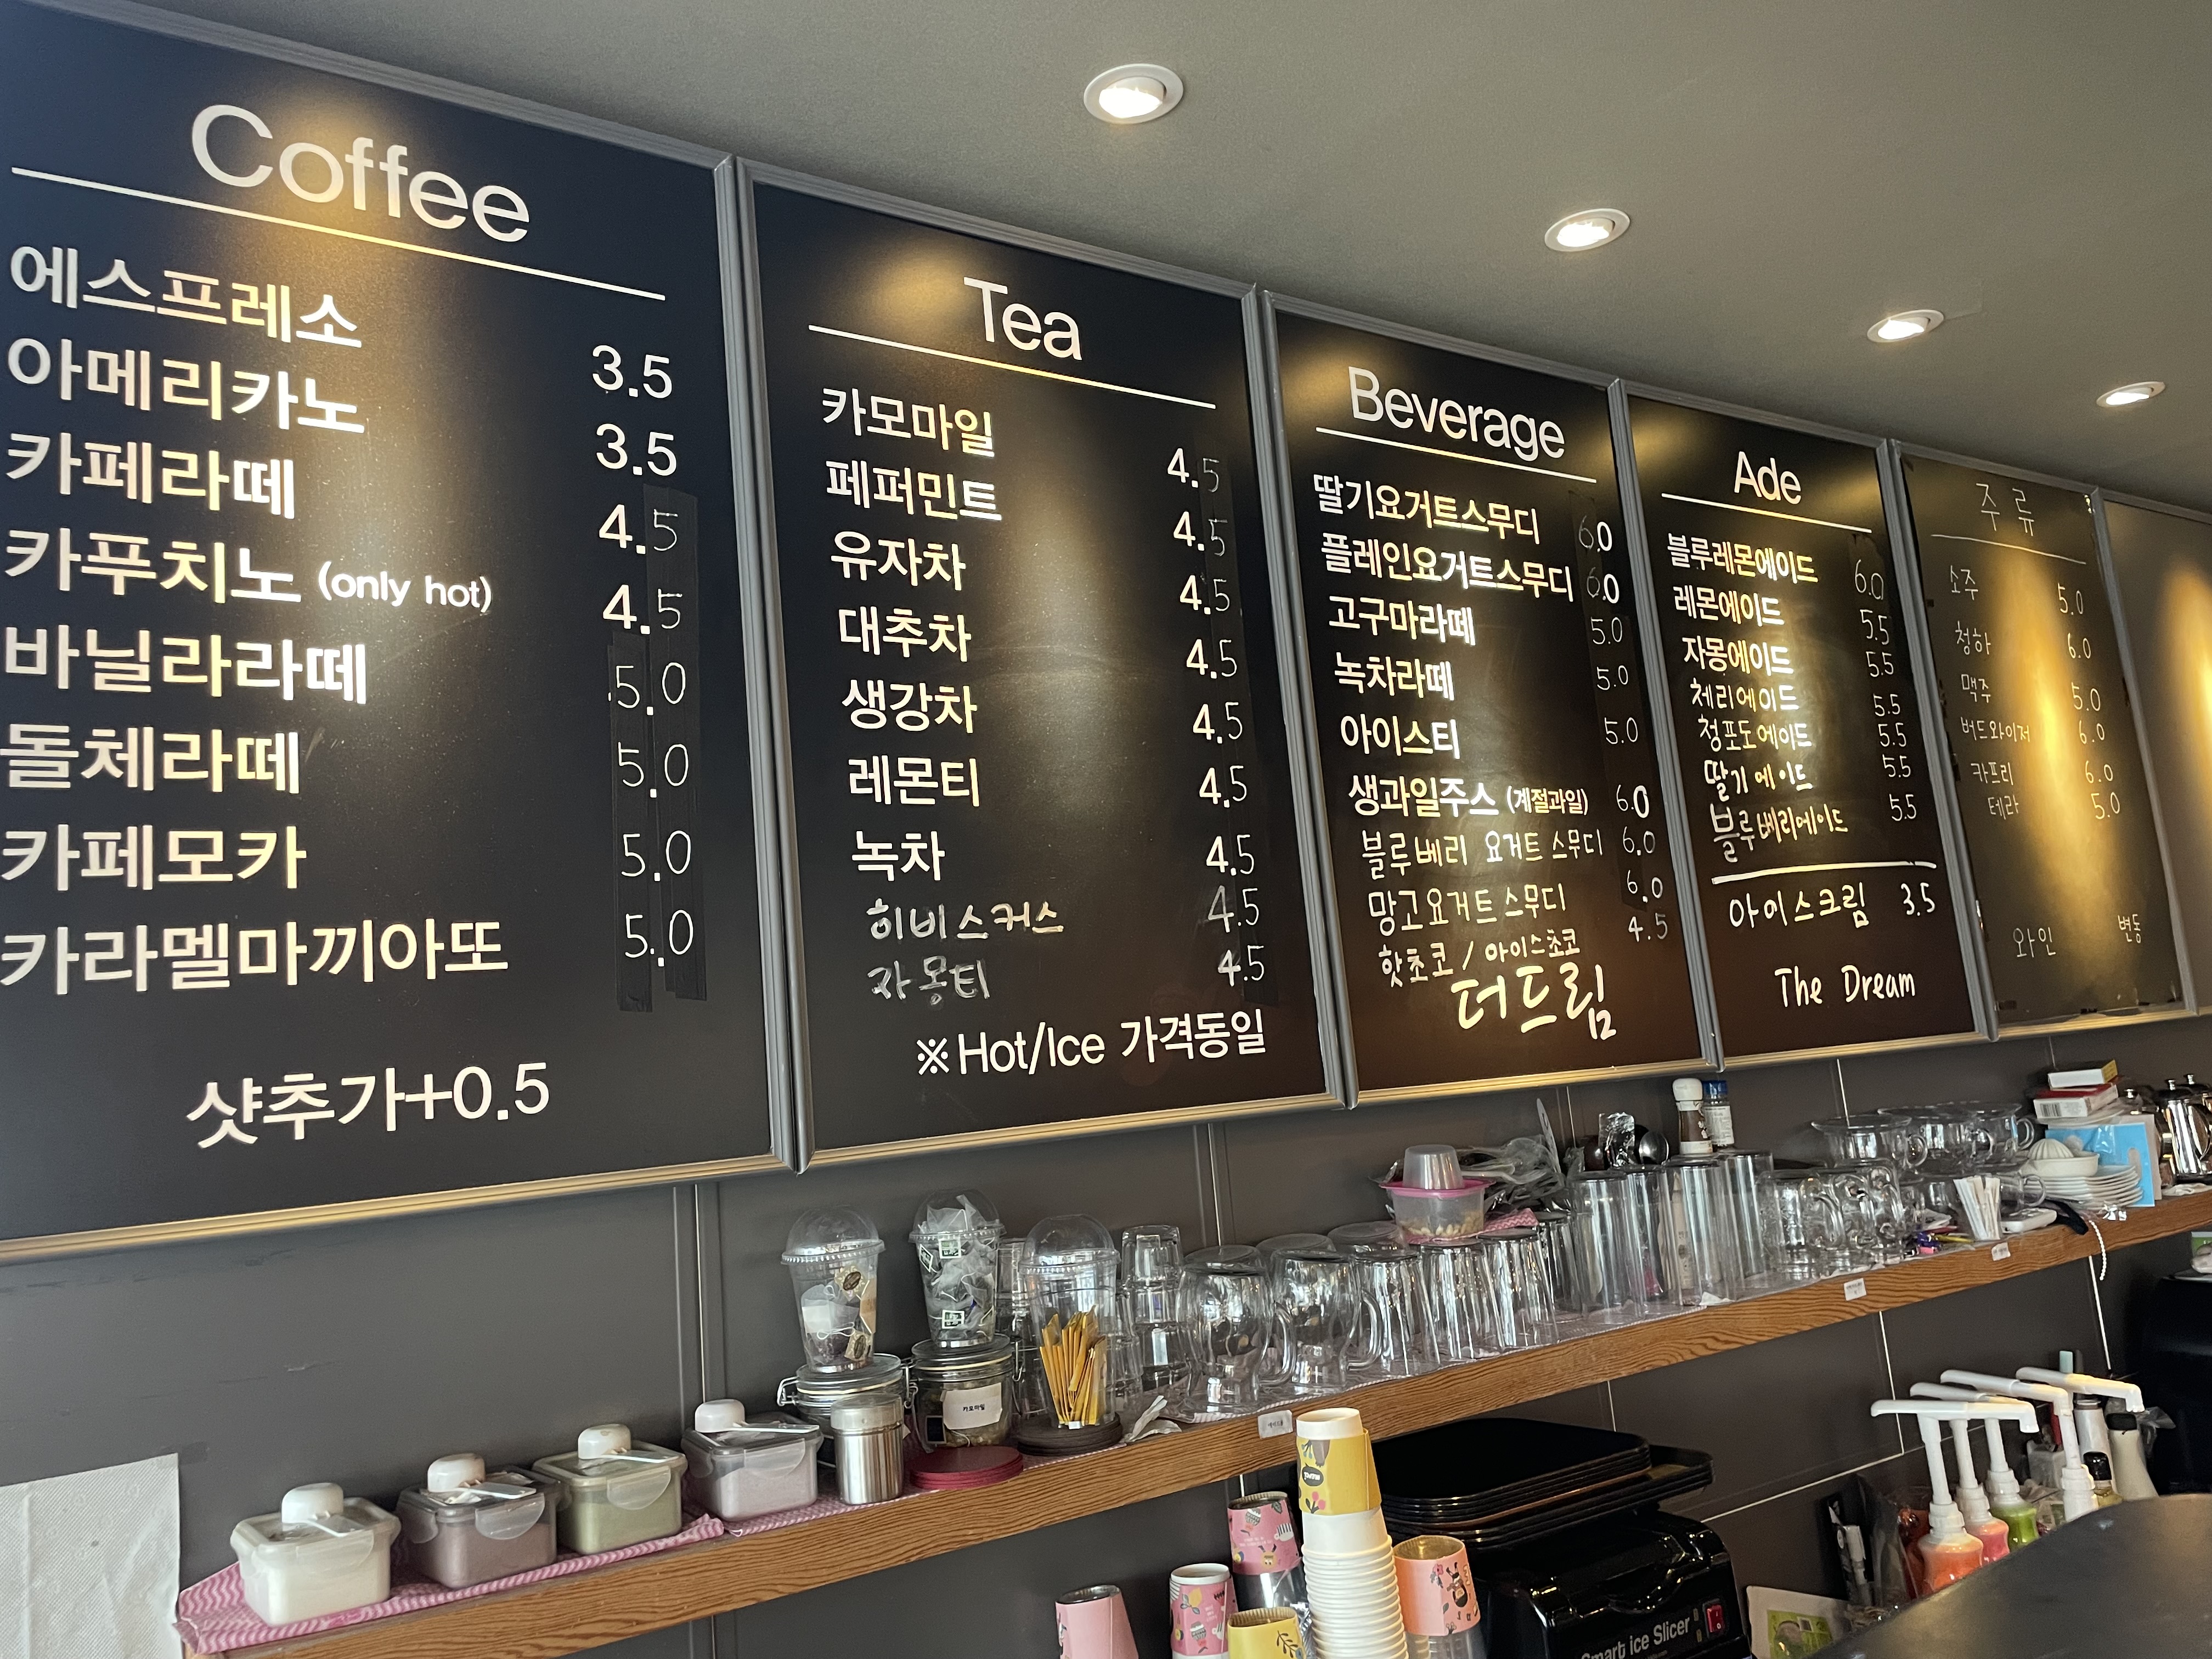 Coffee
에스프레소 3.5
아메리카노 3.5
카페라떼 4.5
카푸치노 (only hot) 4.5
바닐라라떼 5.0
돌체라떼 5.0
카페모카 5.0
카라멜마끼아또 5.0
샷추가+0.5
Tea
카모마일 4.5
페퍼민트 4.5
유자차 4.5
대추차 4.5
생강차 4.5
레몬티 4.5
녹차 4.5
히비스커스 4.5
자몽티 4.5
※Hot/Ice 가격동일
Beverage
딸기요거트스무디 6.0
플레인요거트스무디 6.0
고구마라떼 5.0
녹차라떼 5.0
아이스티 5.0
생과일주스 (계절과일) 6.0
블루베리 요거트스무디 6.0
망고요거트스무디 6.0
핫초코 / 아이스초코 4.5
더드림
Ade
블루레몬에이드 6.0
레몬에이드 5.5
자몽에이드 5.5
체리에이드 5.5
청포도에이드 5.5
딸기에이드 5.5
블루베리에이드 5.5
아이스크림 3.5
The Dream
주류
소주 5.0
청하 6.0
맥주 5.0
버드와이저 6.0
카프리 6.0
테라 5.0
와인 변동
카모마일
Smart ice Slicer